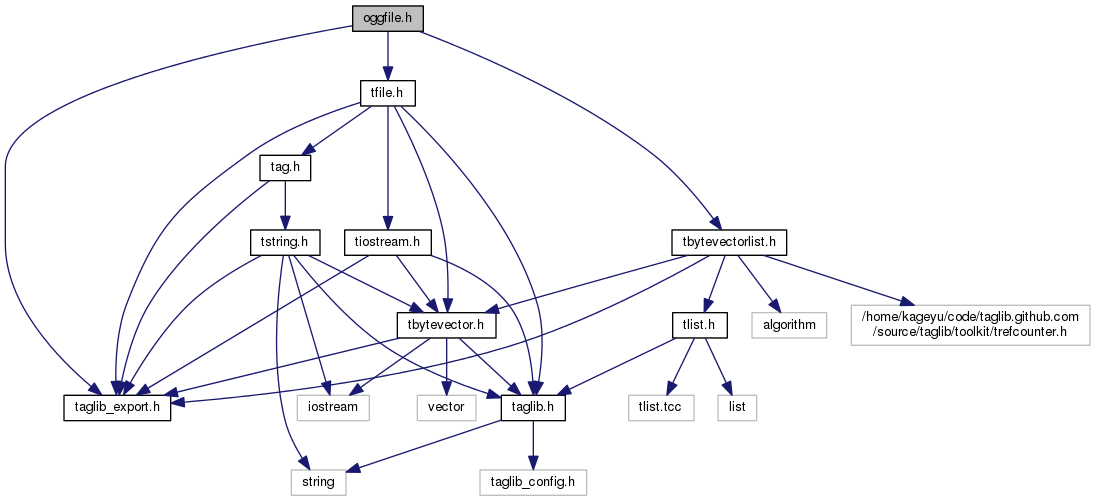 oggfile.h
tfile.h
tag.h
tstring.h
tiostream.h
tbytevectorlist.h
tbytevector.h
tlist.h
algorithm
/home/kageyu/code/taglib.github.com
/source/taglib/toolkit/trefcounter.h
taglib_export.h
iostream
vector
taglib.h
tlist.tcc
list
string
taglib_config.h